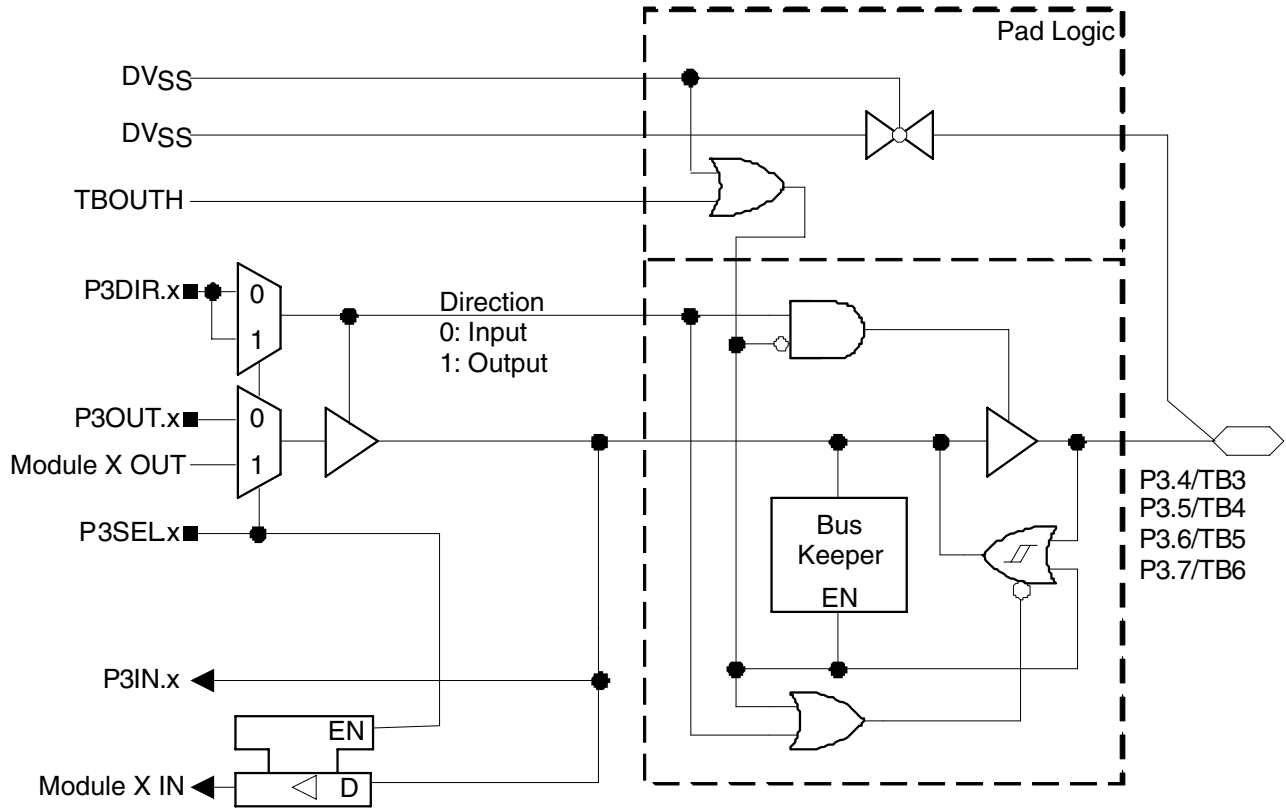 Pad Logic
DVSS
DVSS
TBOUTH
P3DIR.x
0
1
Direction
0: Input
1: Output
P3OUT.x
0
Module X OUT
1
P3SEL.x
Bus
Keeper
EN
P3.4/TB3
P3.5/TB4
P3.6/TB5
P3.7/TB6
P3IN.x
EN
Module X IN
D